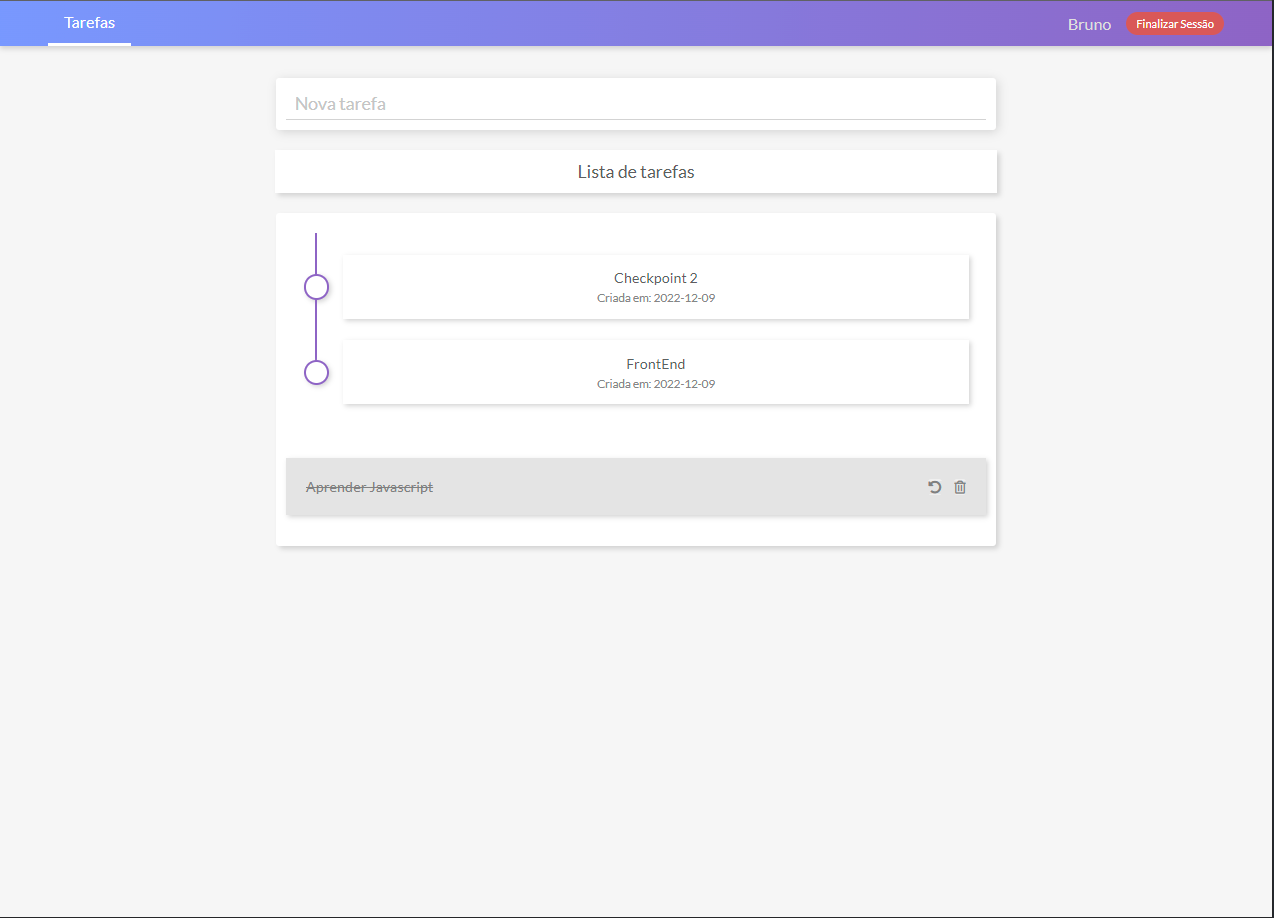 Tarefas
Bruno
Finalizar Sessão
Nova tarefa
Lista de tarefas
Checkpoint 2
Criada em: 2022-12-09
FrontEnd
Criada em: 2022-12-09
Aprender Javascript